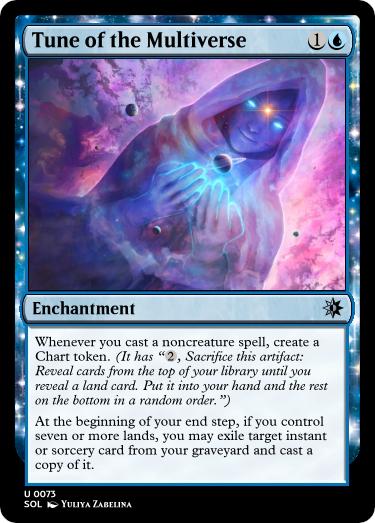 Tune of the Multiverse 1
Enchantment
Whenever you cast a noncreature spell, create a
Chart token. (It has “2, Sacrifice this artifact:
Reveal cards from the top of your library until you
reveal a land card. Put it into your hand and the rest
on the bottom in a random order.”)
At the beginning of your end step, if you control
seven or more lands, you may exile target instant
or sorcery card from your graveyard and cast a
copy of it.
U 0073
SOL Yuliya Zabelina